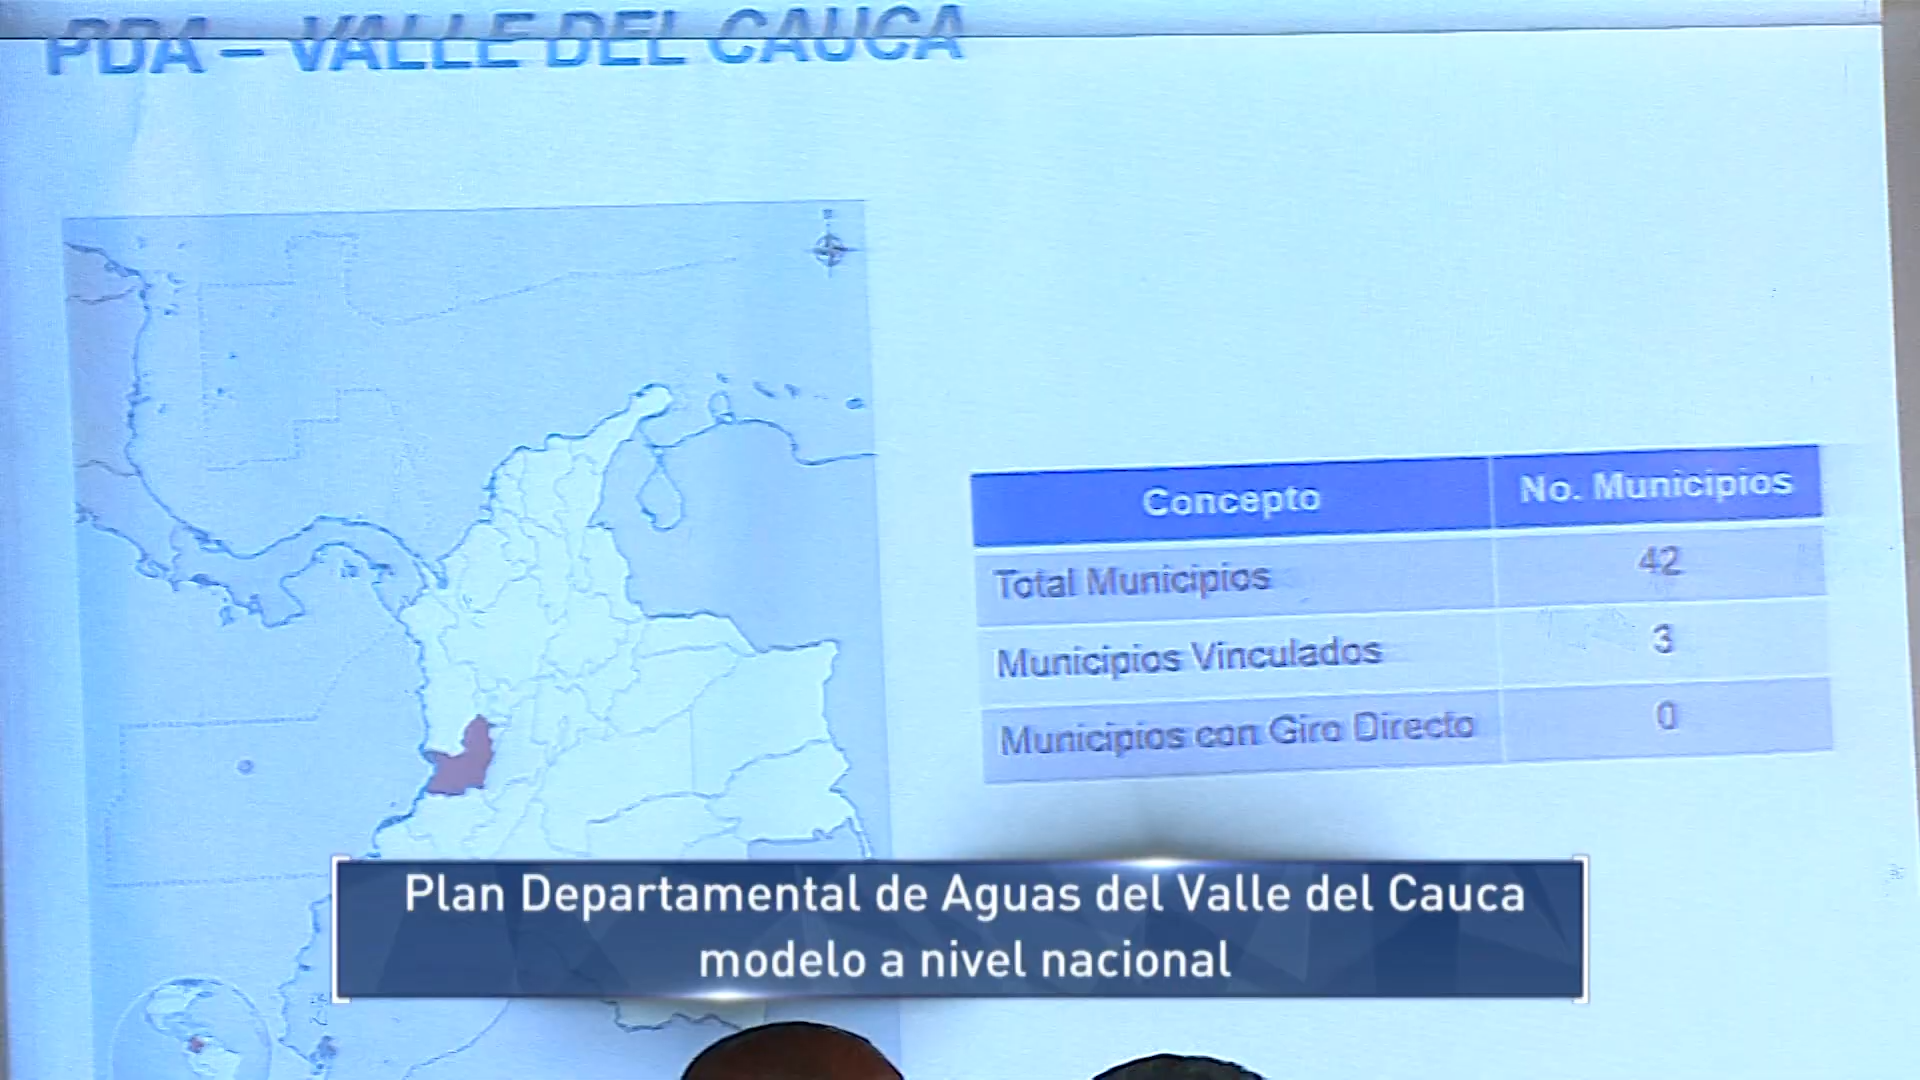 PDA – VALLE DEL CAUCA
Concepto No. Municipios
Total Municipios 42
Municipios Vinculados 3
Municipios con Giro Directo 0
Plan Departamental de Aguas del Valle del Cauca
modelo a nivel nacional